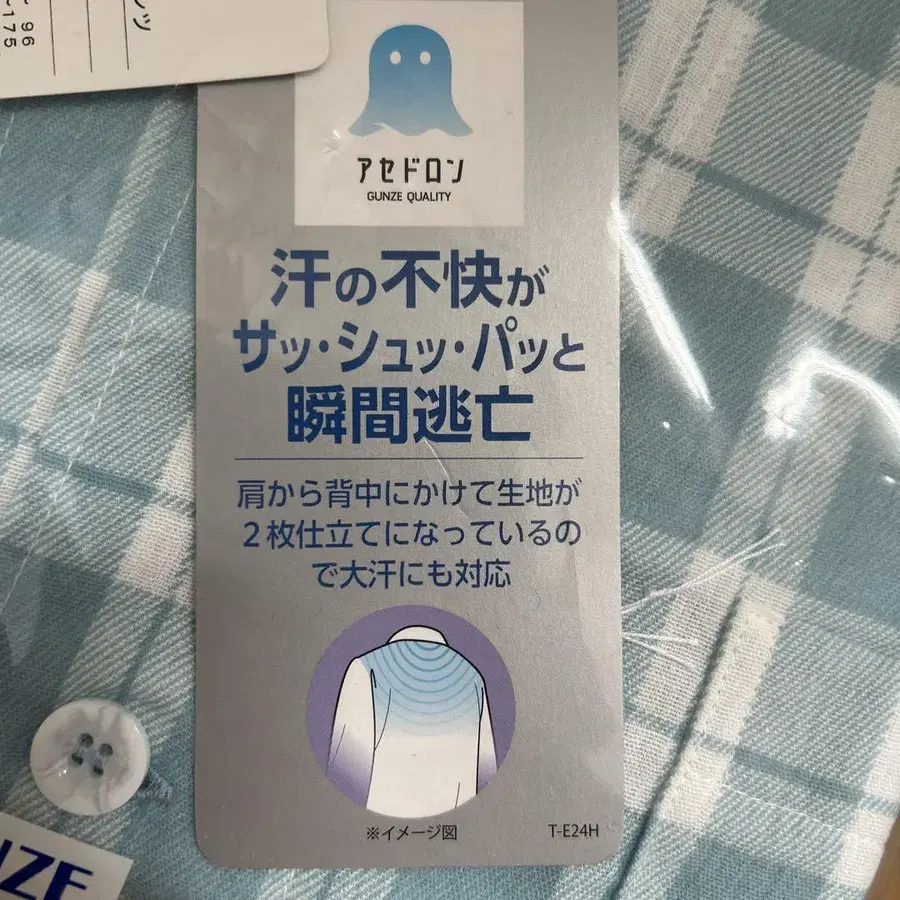 96
175
アセドロン
GUNZE QUALITY
汗の不快が
サッ・シュッ・パッと
瞬間逃亡
肩から背中にかけて生地が
2枚仕立てになっているの
で大汗にも対応
※イメージ図
T-E24H